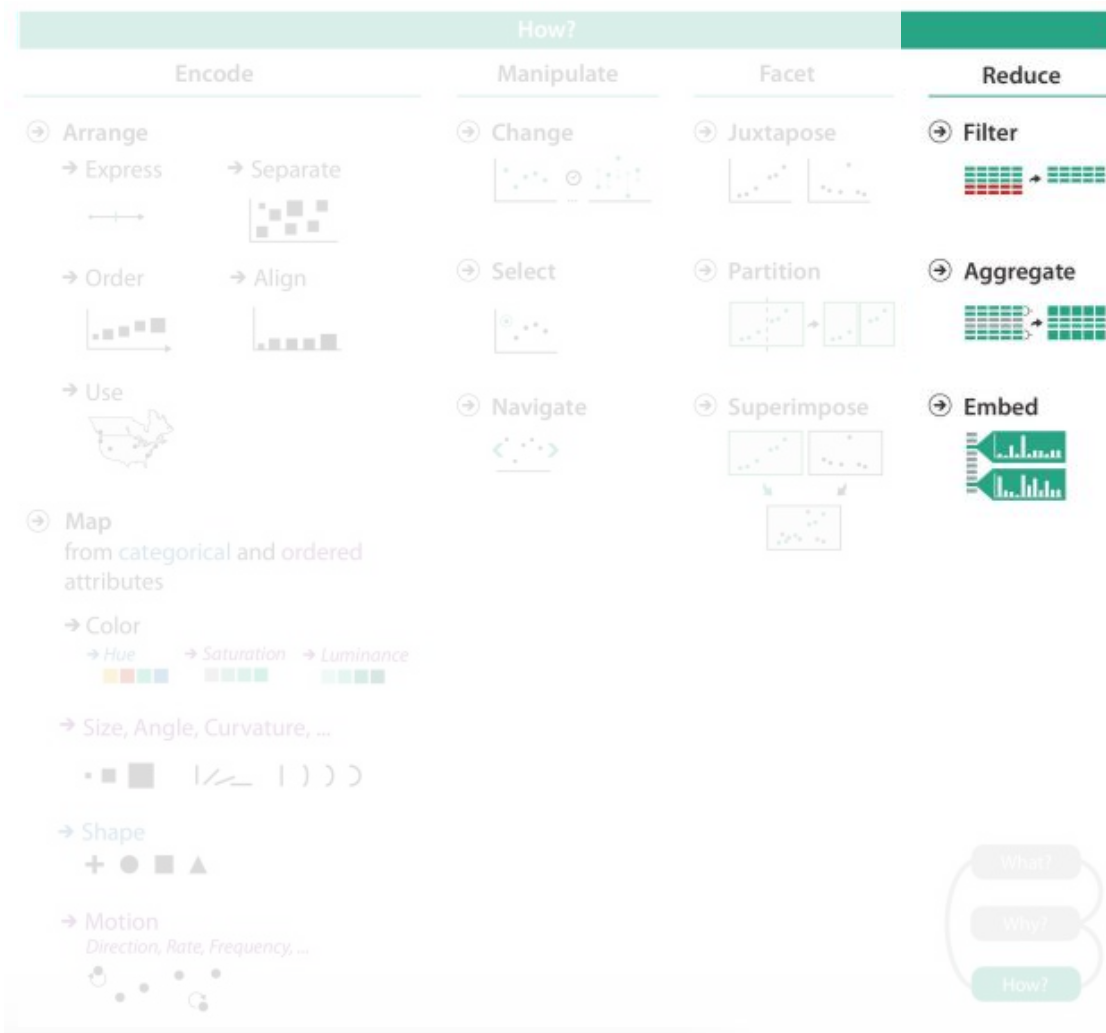 How?
Encode
Manipulate
Facet
Reduce
Arrange
Express
Separate
Order
Align
Use
Map
from categorical and ordered
attributes
Color
Hue
Saturation
Luminance
Size, Angle, Curvature, ...
Shape
Motion
Direction, Rate, Frequency, ...
Change
...
Select
Navigate
Juxtapose
Partition
Superimpose
Filter
Aggregate
Embed
What?
Why?
How?